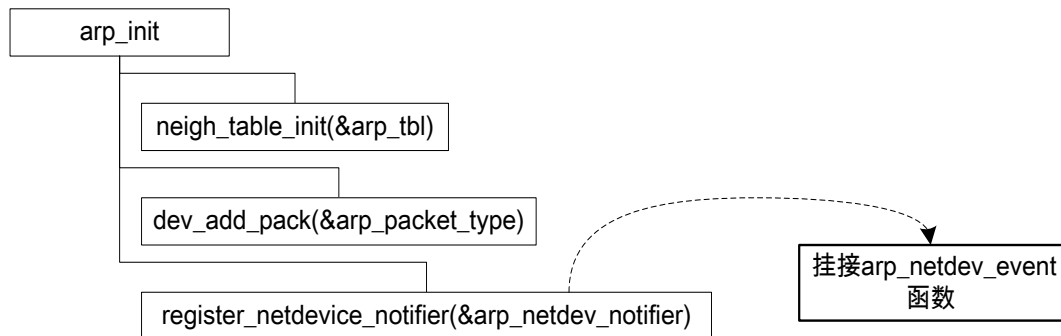 arp_init
neigh_table_init(&arp_tbl)
dev_add_pack(&arp_packet_type)
register_netdevice_notifier(&arp_netdev_notifier)
挂接arp_netdev_event
函数